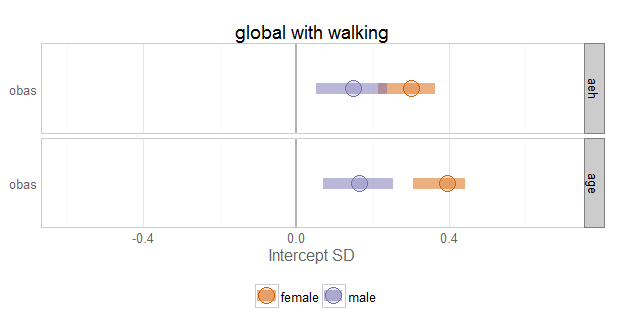 global with walking
obas
aeh
obas
age
-0.4
0.0
0.4
Intercept SD
female
male